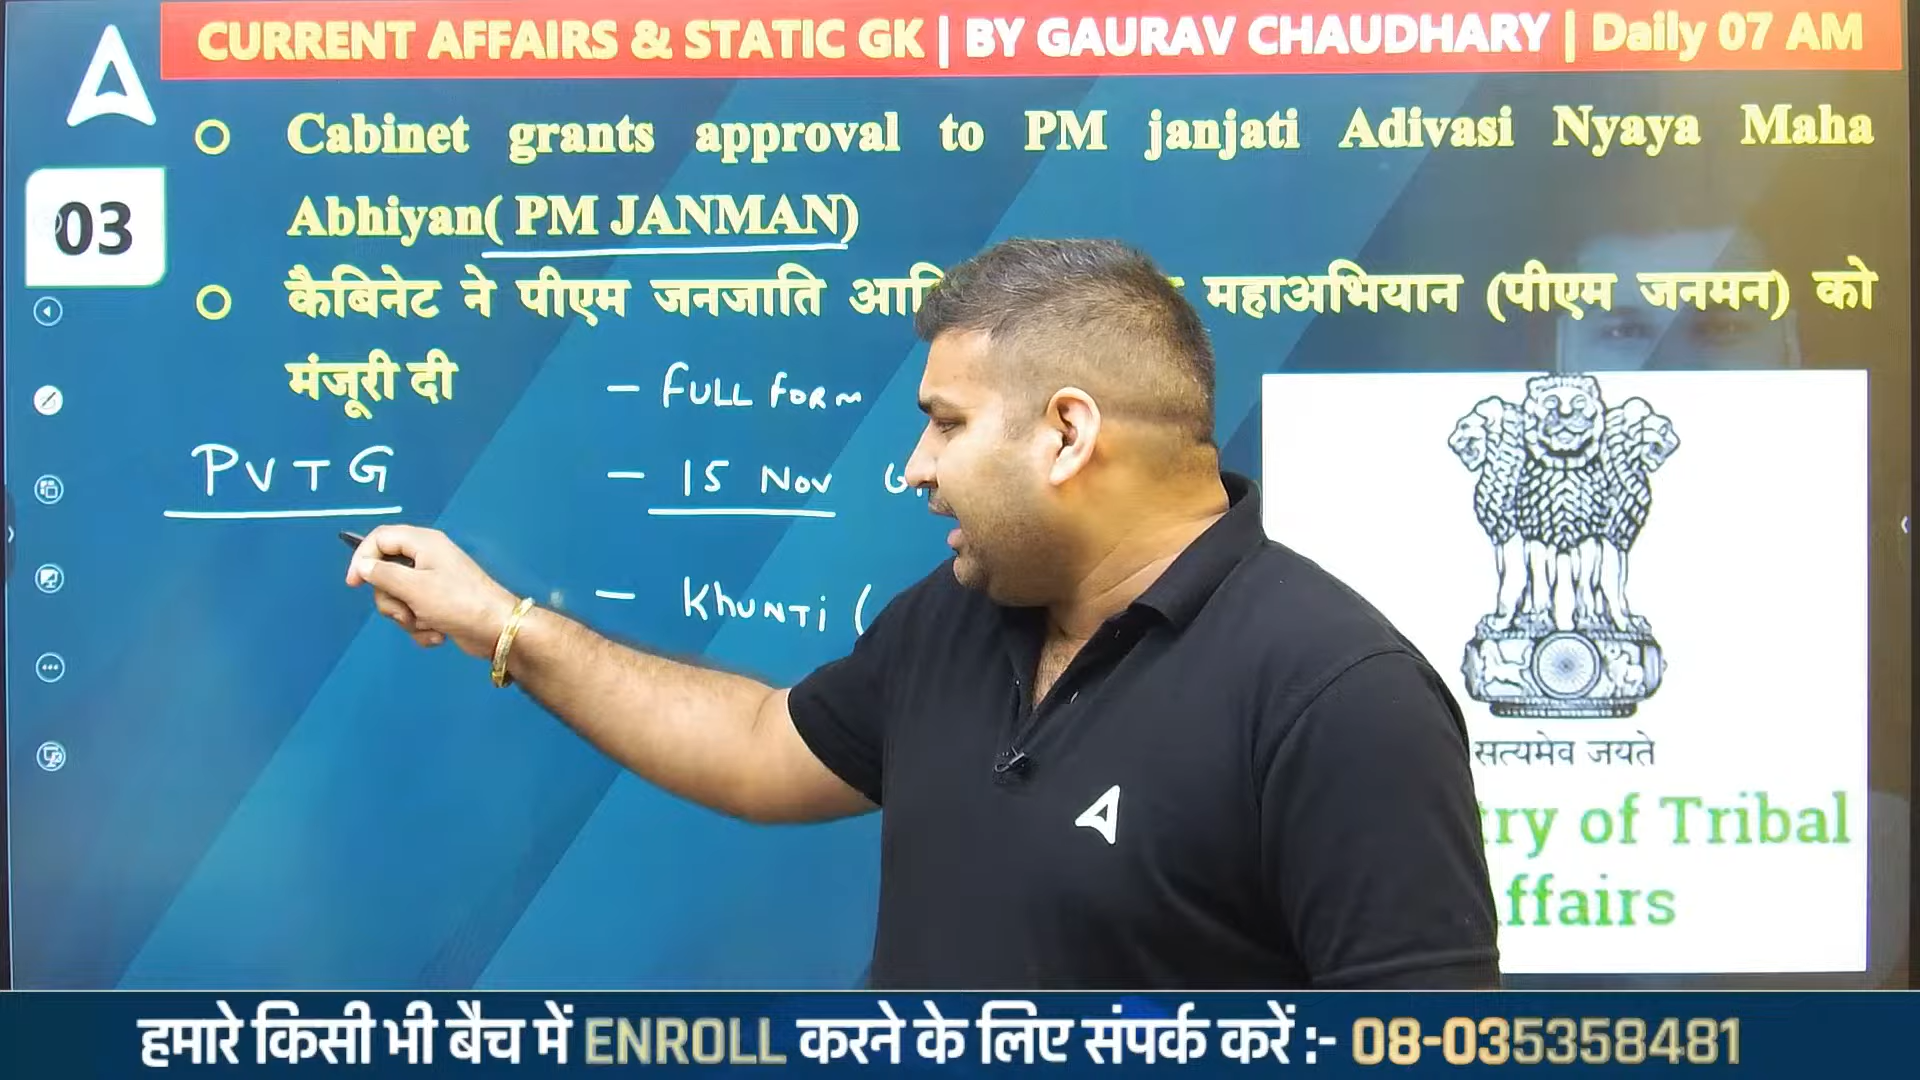 CURRENT AFFAIRS & STATIC GK | BY GAURAV CHAUDHARY | Daily 07 AM
03
Cabinet grants approval to PM janjati Adivasi Nyaya Maha
Abhiyan( PM JANMAN)
कैबिनेट ने पीएम जनजाति महाअभियान (पीएम जनमन) को
मंजूरी दी
PVTG
- FULL FORM
- 15 Nov
- KhUNTi (
सत्यमेव जयते
of Tribal
हमारे किसी भी बैच में ENROLL करने के लिए संपर्क करें :- 08-035358481